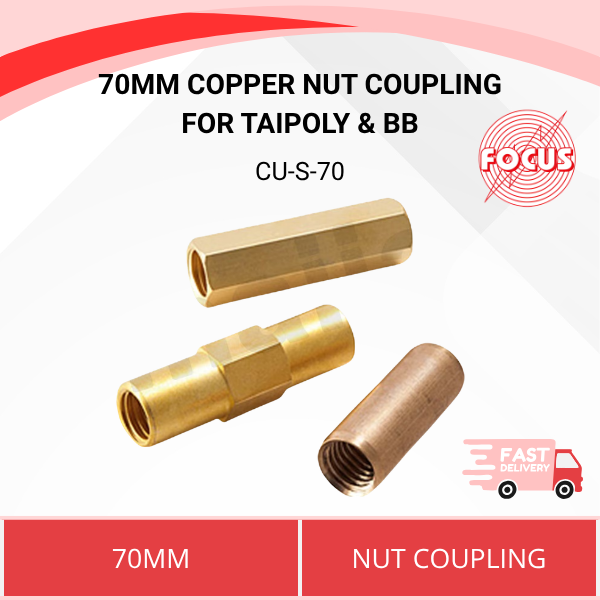 70MM COPPER NUT COUPLING
FOR TAIPOLY & BB
CU-S-70
FOCUS
FAST
DELIVERY
70MM
NUT COUPLING